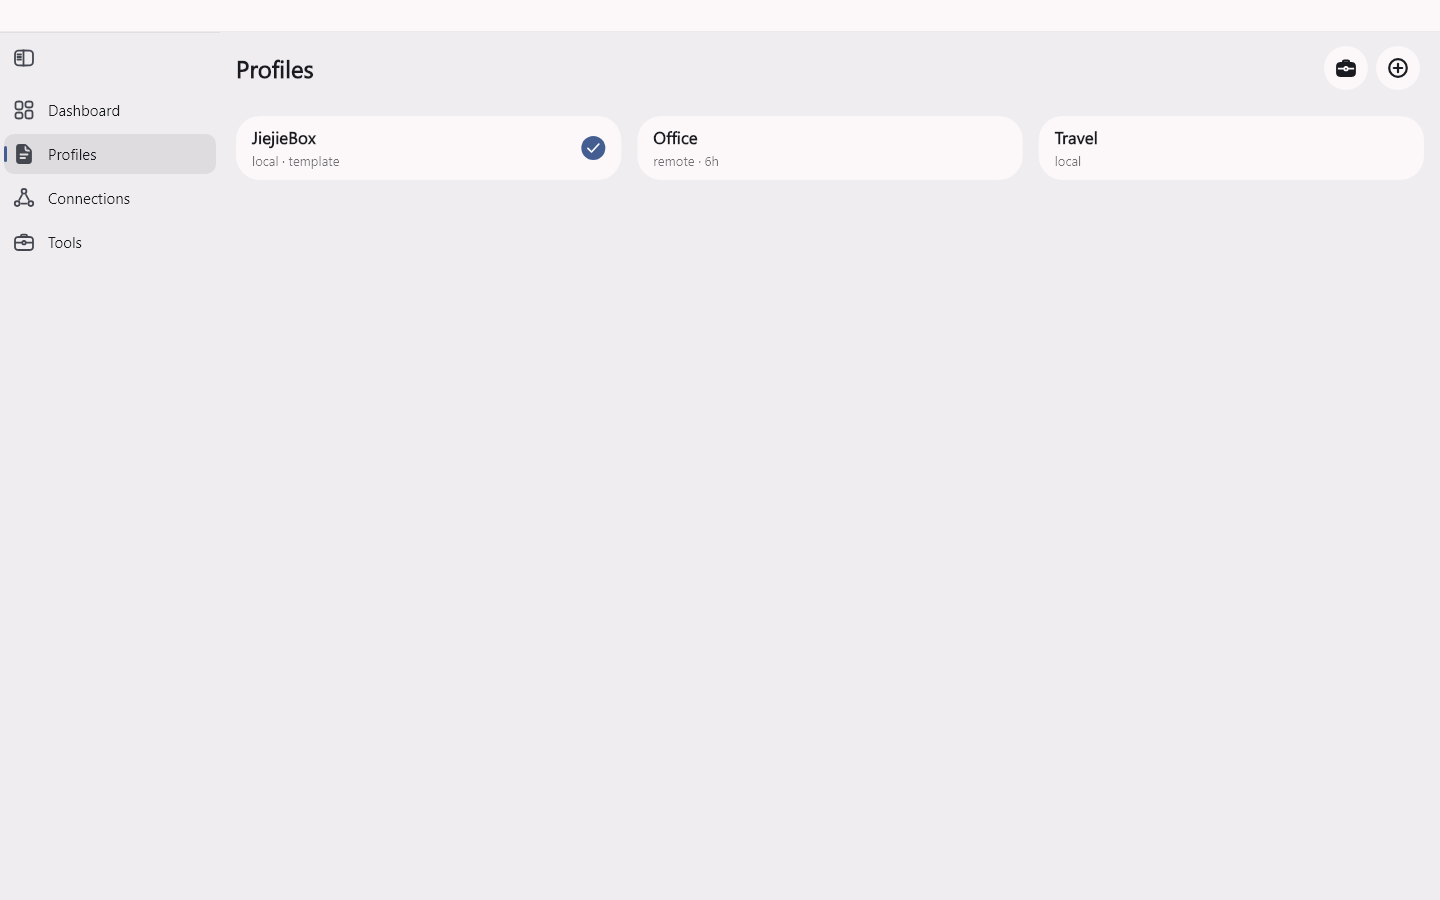 Profiles
Dashboard
Profiles
Connections
Tools
JiejieBox
local · template
Office
remote · 6h
Travel
local